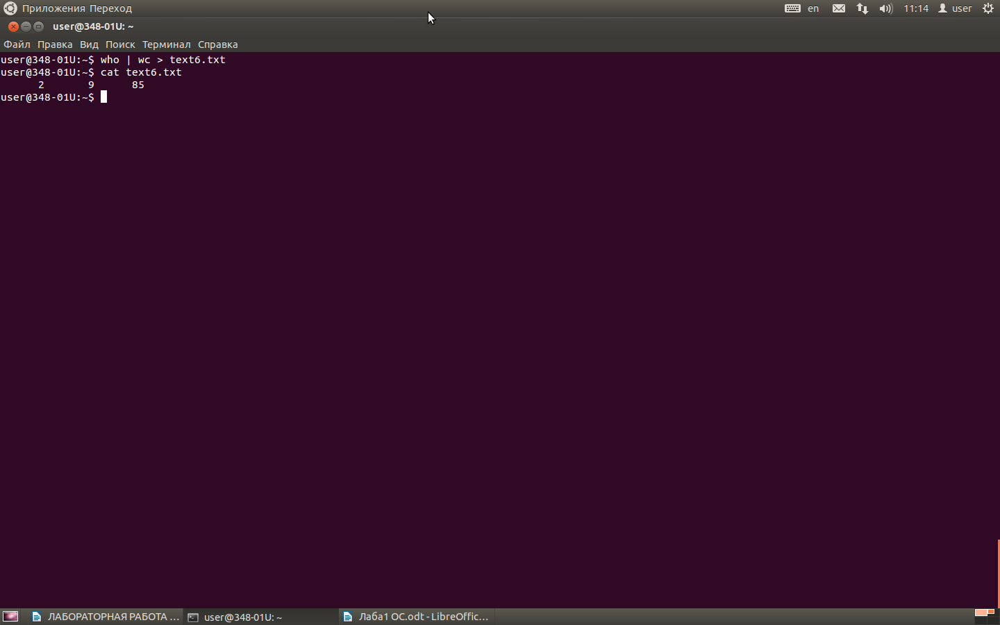 Приложения Переход en 11:14 user
user@348-01U: ~
Файл Правка Вид Поиск Терминал Справка
user@348-01U:~$ who | wc > text6.txt
user@348-01U:~$ cat text6.txt
2 9 85
user@348-01U:~$
ЛАБОРАТОРНАЯ РАБОТА ... user@348-01U: ~ Лаба1 ОС.odt - LibreOffic...